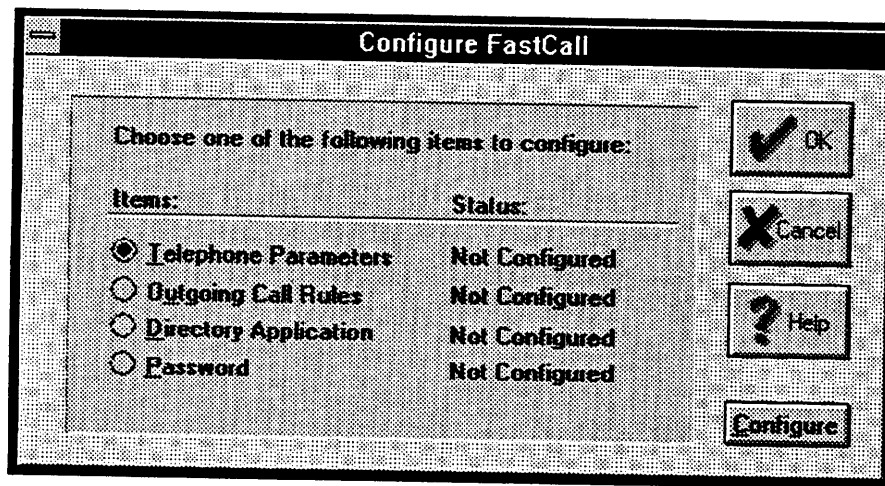 Configure FastCall
Choose one of the following items to configure:
Items: Status:
Telephone Parameters Not Configured
Outgoing Call Rules Not Configured
Directory Application Not Configured
Password Not Configured
OK
Cancel
Help
Configure